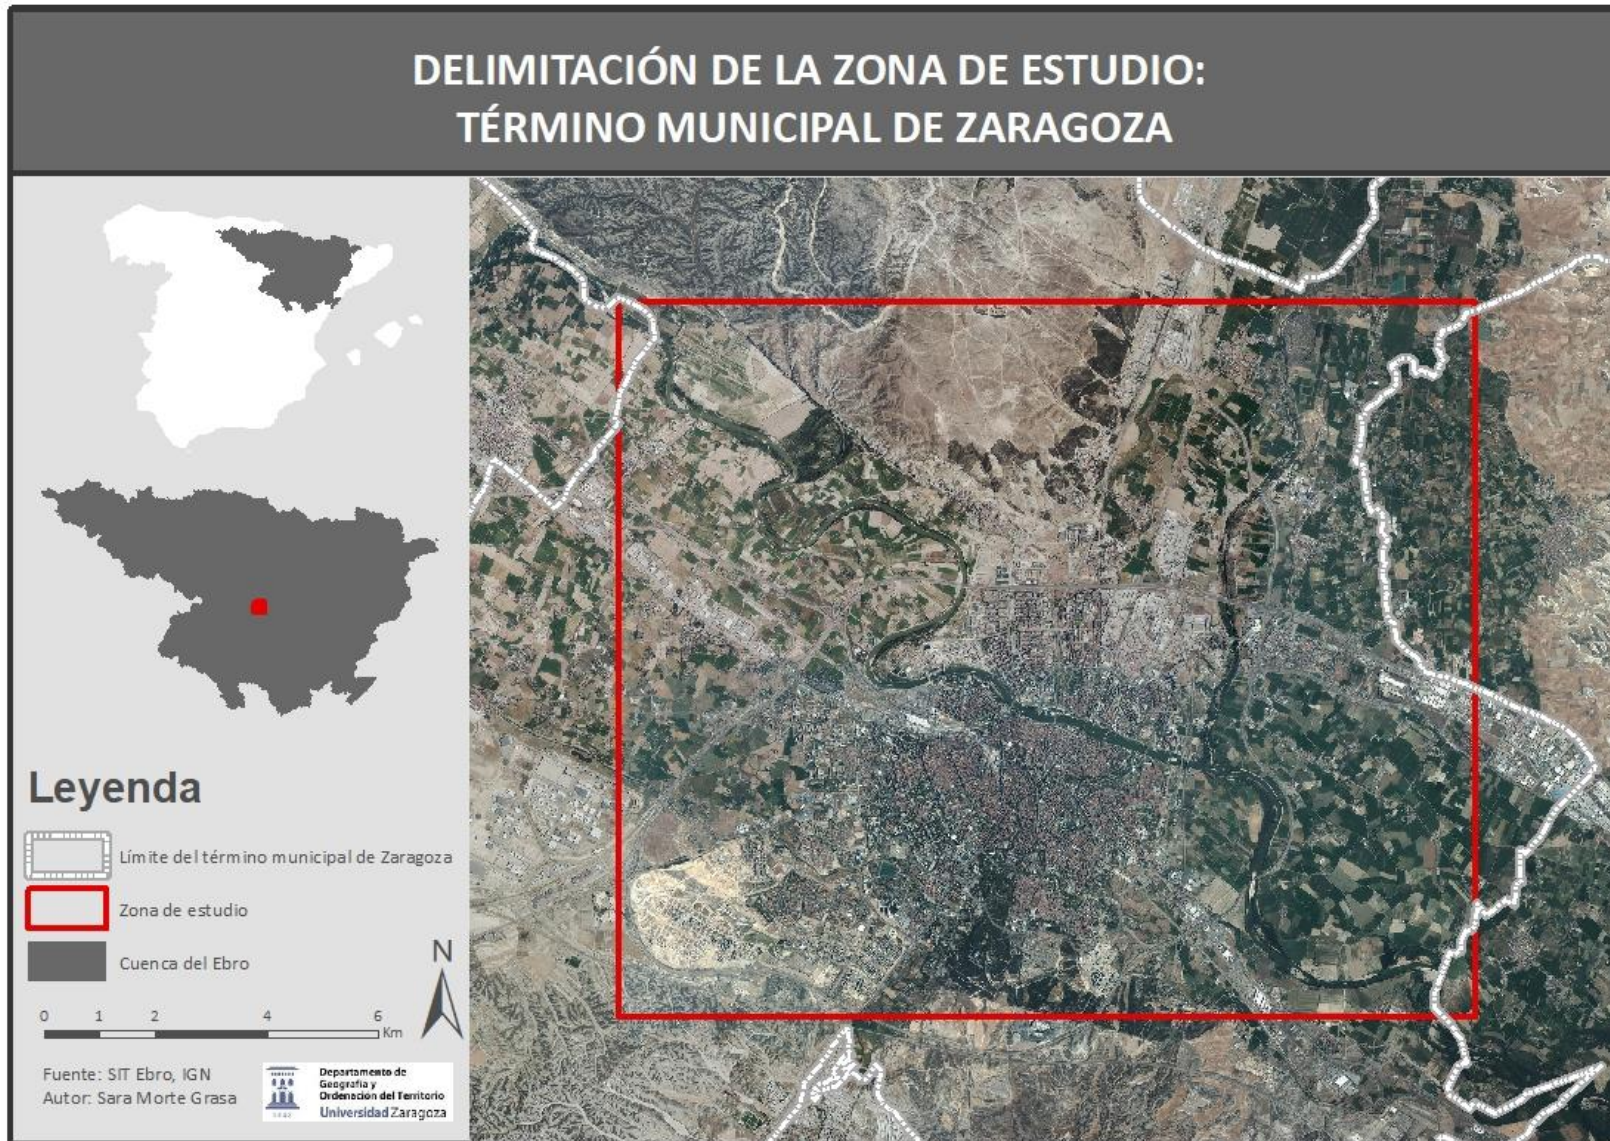 DELIMITACIÓN DE LA ZONA DE ESTUDIO:
TÉRMINO MUNICIPAL DE ZARAGOZA
Leyenda
Límite del término municipal de Zaragoza
Zona de estudio
Cuenca del Ebro
N
0 1 2 4 6
Km
Fuente: SIT Ebro, IGN
Autor: Sara Morte Grasa
Departamento de
Geografía y
Ordenación del Territorio
Universidad Zaragoza